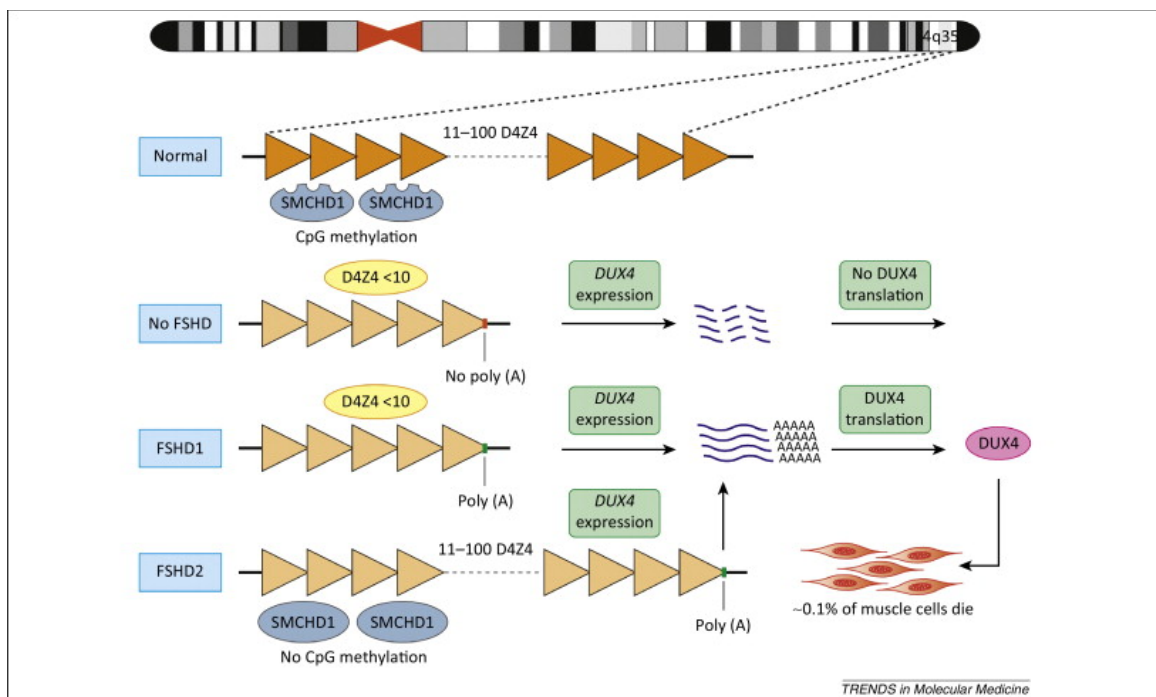 4q35
11–100 D4Z4
Normal
SMCHD1 SMCHD1
CpG methylation
D4Z4 <10
DUX4
expression
No DUX4
translation
No FSHD
No poly (A)
D4Z4 <10
DUX4
expression
DUX4
translation
FSHD1
AAAAA
AAAAA
AAAAA
AAAAA
DUX4
Poly (A)
DUX4
expression
11–100 D4Z4
FSHD2
SMCHD1 SMCHD1
No CpG methylation
Poly (A)
~0.1% of muscle cells die
TRENDS in Molecular Medicine